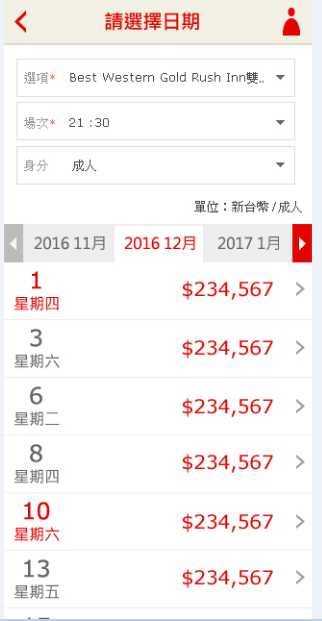 請選擇日期
選項* Best Western Gold Rush Inn雙..
場次* 21 :30
身分 成人
單位：新台幣/成人
2016 11月 2016 12月 2017 1月
1 $234,567
星期四
3 $234,567
星期六
6 $234,567
星期二
8 $234,567
星期四
10 $234,567
星期六
13 $234,567
星期五